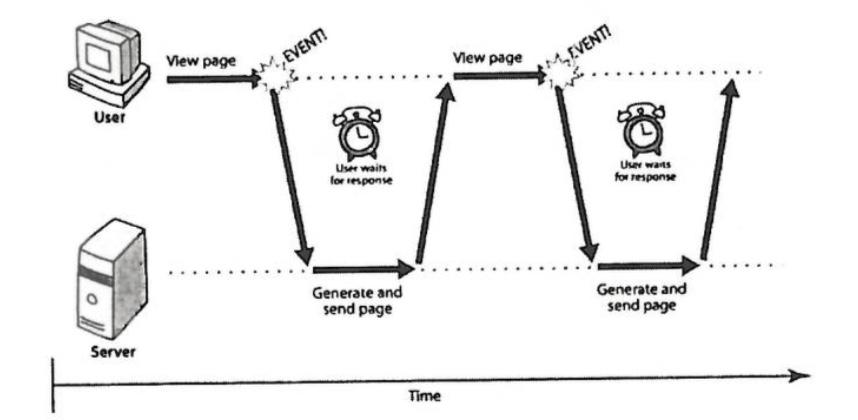 View page
EVENT!
View page
EVENT!
User
User waits
for response
User waits
for response
Generate and
send page
Generate and
send page
Server
Time